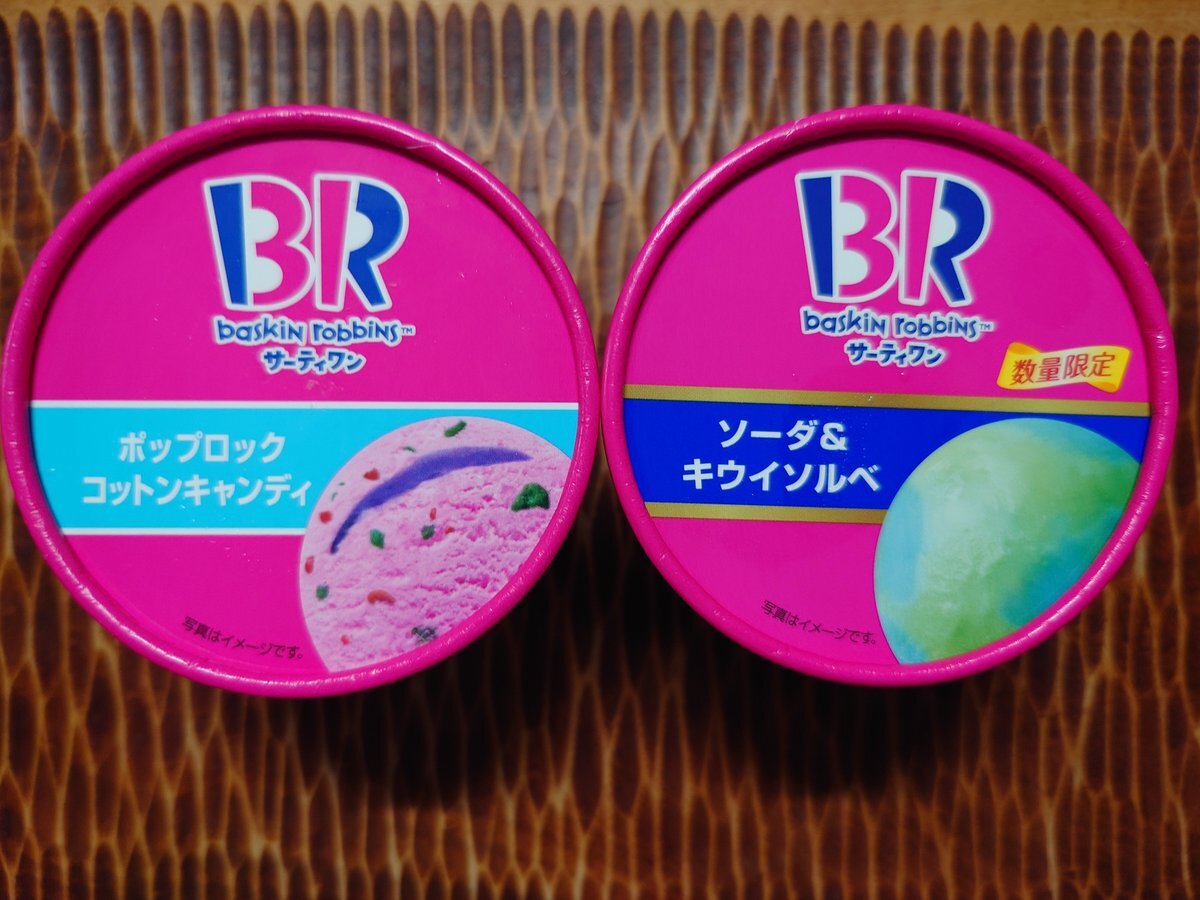 BR
baskin robbins™
サーティワン
ポップロック
コットンキャンディ
写真はイメージです。
BR
baskin robbins™
サーティワン
数量限定
ソーダ&
キウイソルベ
写真はイメージです。